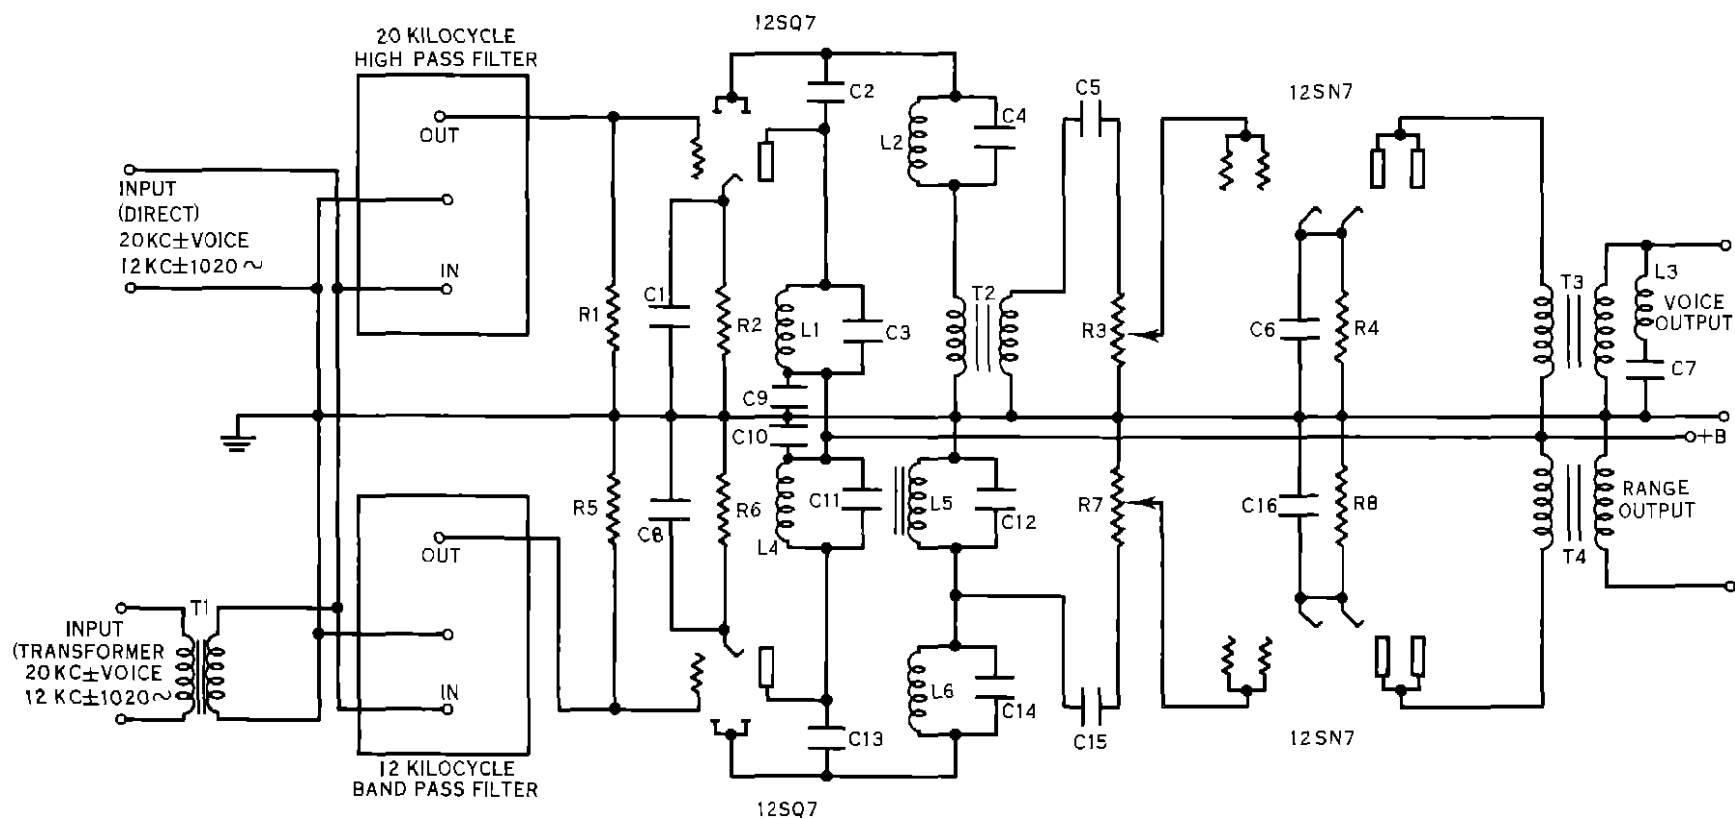 12SQ7
20 KILOCYCLE
HIGH PASS FILTER
OUT
IN
INPUT
(DIRECT)
20KC±VOICE
12KC±1020~
C2
C4
L2
C5
12SN7
C1
R1
R2
L1
C3
T2
R3
C6
R4
T3
L3
VOICE
OUTPUT
C7
C9
C10
+B
R5
C8
R6
L4
C11
L5
C12
R7
C16
R8
T4
RANGE
OUTPUT
OUT
IN
T1
INPUT
(TRANSFORMER
20KC±VOICE
12 KC±1020~
L6
C14
C13
C15
12SN7
12 KILOCYCLE
BAND PASS FILTER
12SQ7